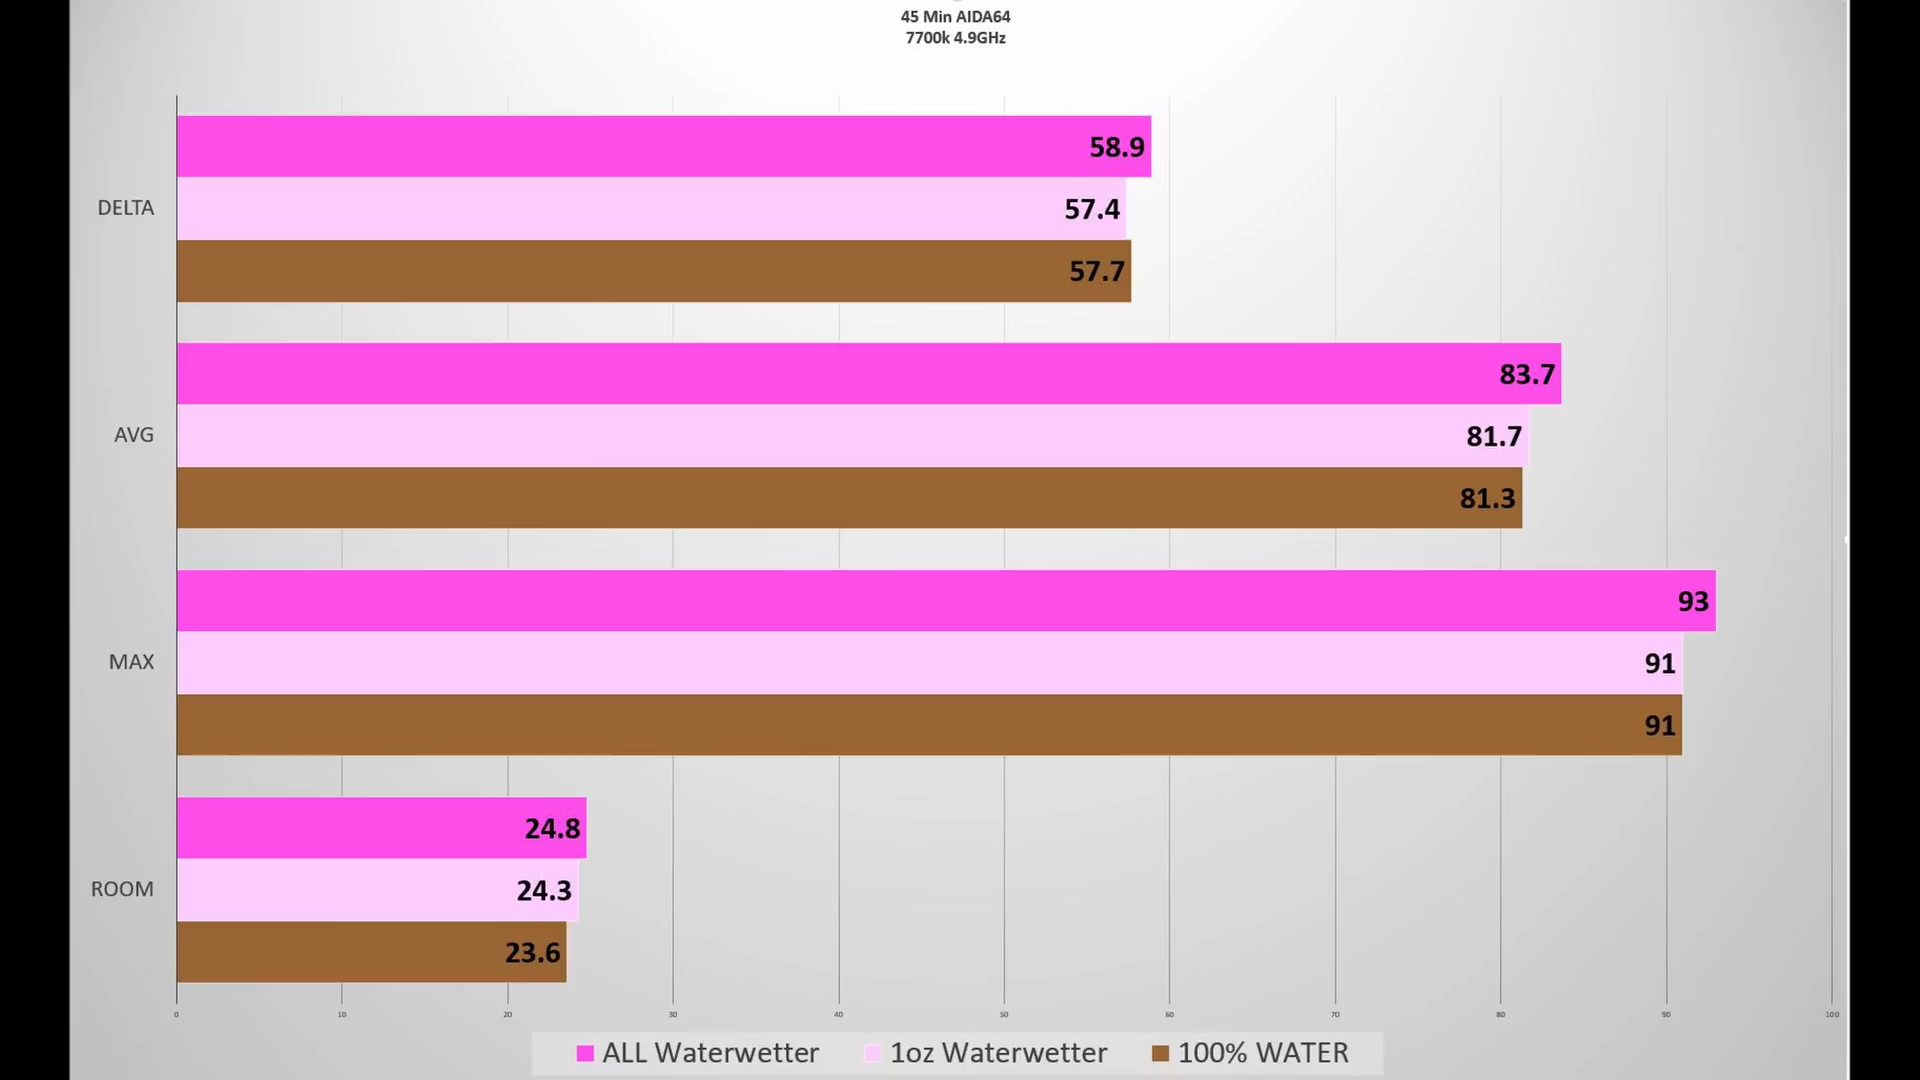 45 Min AIDA64
7700k 4.9GHz
DELTA
58.9
57.4
57.7
AVG
83.7
81.7
81.3
MAX
93
91
91
ROOM
24.8
24.3
23.6
0 10 20 30 40 50 60 70 80 90 100
ALL Waterwetter 1oz Waterwetter 100% WATER